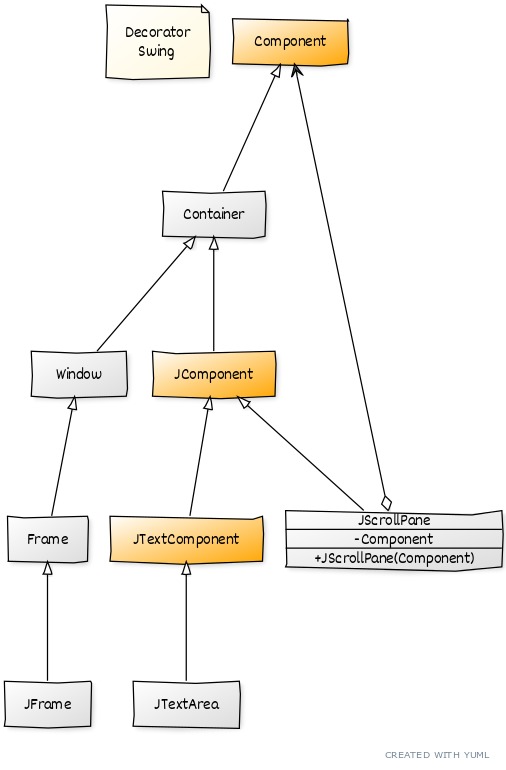 Decorator
Swing
Component
Container
Window
JComponent
Frame
JTextComponent
JScrollPane
-Component
+JScrollPane(Component)
JFrame
JTextArea
CREATED WITH YUML